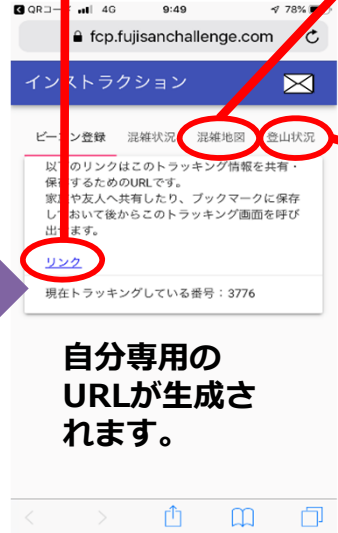 QRコード 4G 9:49 78%
fcp.fujisanchallenge.com
インストラクション
ビーコン登録 混雑状況 混雑地図 登山状況
以下のリンクはこのトラッキング情報を共有・
保存するためのURLです。
家族や友人へ共有したり、ブックマークに保存
しておいて後からこのトラッキング画面を呼び
出せます。
リンク
現在トラッキングしている番号：3776
自分専用の
URLが生成さ
れます。